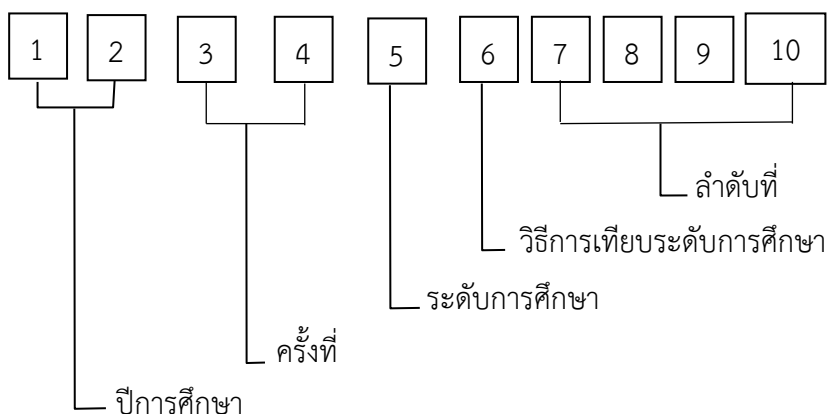 1 2 3 4 5 6 7 8 9 10
ลำดับที่
วิธีการเทียบระดับการศึกษา
ระดับการศึกษา
ครั้งที่
ปีการศึกษา